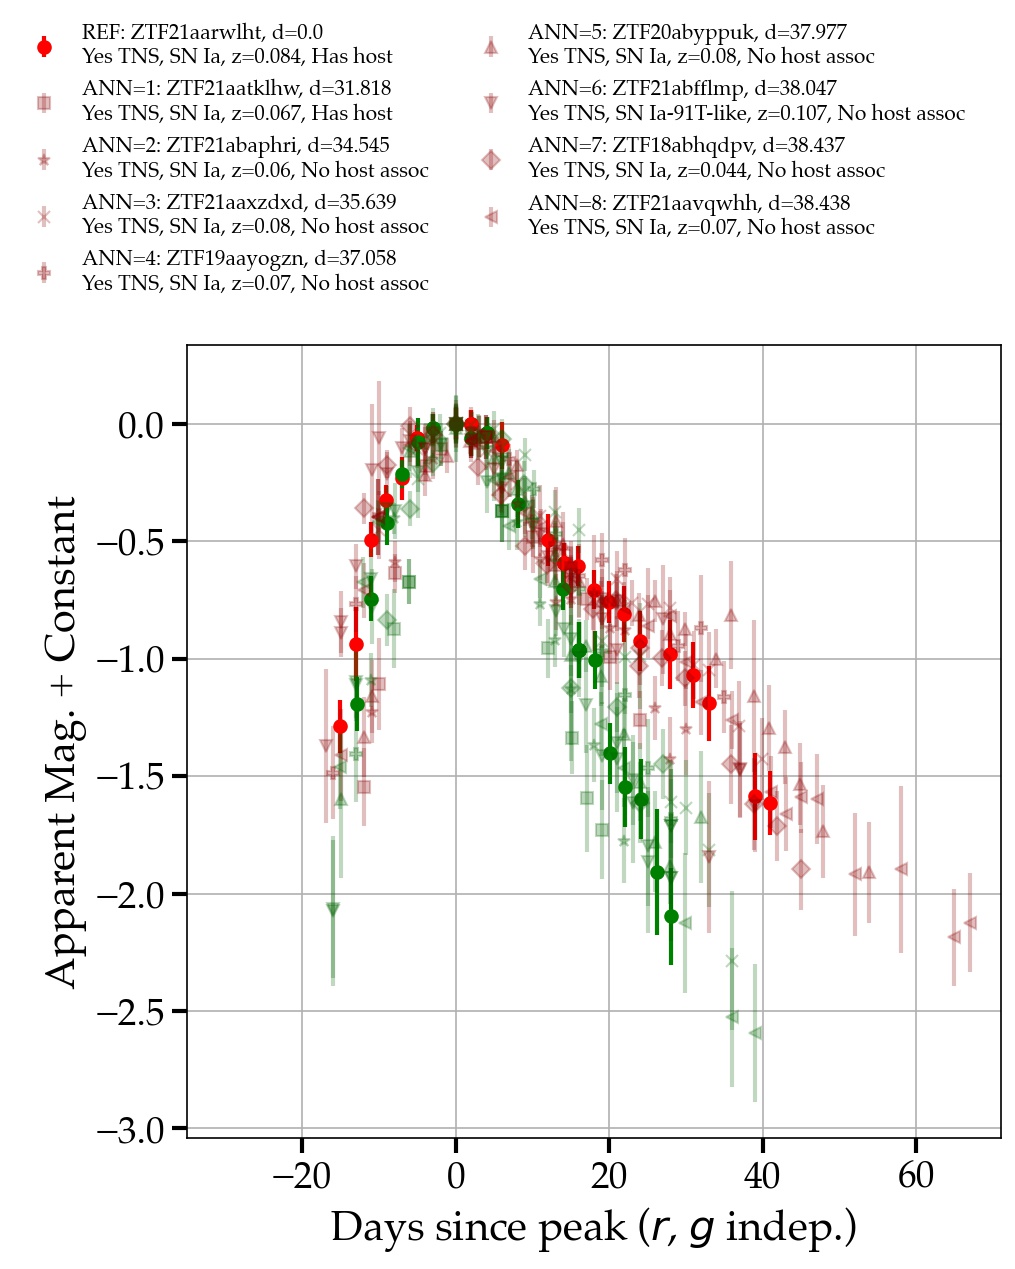 REF: ZTF21aarwlht, d=0.0
Yes TNS, SN Ia, z=0.084, Has host
ANN=1: ZTF21aatklhw, d=31.818
Yes TNS, SN Ia, z=0.067, Has host
ANN=2: ZTF21abaphri, d=34.545
Yes TNS, SN Ia, z=0.06, No host assoc
ANN=3: ZTF21aaxzdxd, d=35.639
Yes TNS, SN Ia, z=0.08, No host assoc
ANN=4: ZTF19aayogzn, d=37.058
Yes TNS, SN Ia, z=0.07, No host assoc
ANN=5: ZTF20abyppuk, d=37.977
Yes TNS, SN Ia, z=0.08, No host assoc
ANN=6: ZTF21abfflmp, d=38.047
Yes TNS, SN Ia-91T-like, z=0.107, No host assoc
ANN=7: ZTF18abhqdpv, d=38.437
Yes TNS, SN Ia, z=0.044, No host assoc
ANN=8: ZTF21aavqwhh, d=38.438
Yes TNS, SN Ia, z=0.07, No host assoc
Apparent Mag. + Constant
0.0
−0.5
−1.0
−1.5
−2.0
−2.5
−3.0
−20 0 20 40 60
Days since peak (r, g indep.)